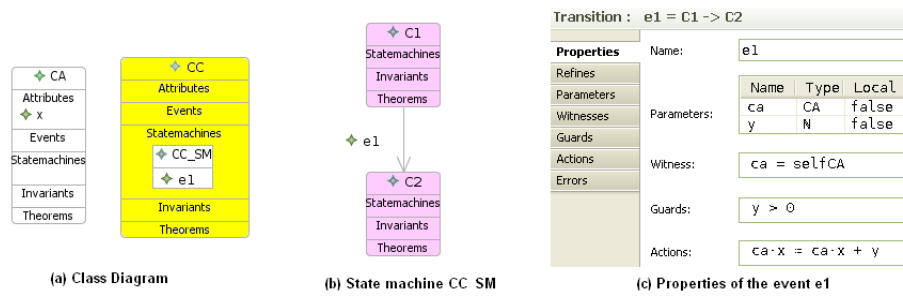 CA
Attributes
x
Events
Statemachines
Invariants
Theorems
CC
Attributes
Events
Statemachines
CC_SM
e1
Invariants
Theorems
(a) Class Diagram
C1
Statemachines
Invariants
Theorems
e1
C2
Statemachines
Invariants
Theorems
(b) State machine CC_SM
Transition : e1 = C1 -> C2
Properties
Refines
Parameters
Witnesses
Guards
Actions
Errors
Name: e1
Parameters:
Name Type Local
ca CA false
y ℕ false
Witness: ca = selfCA
Guards: y > 0
Actions: ca·x ≔ ca·x + y
(c) Properties of the event e1